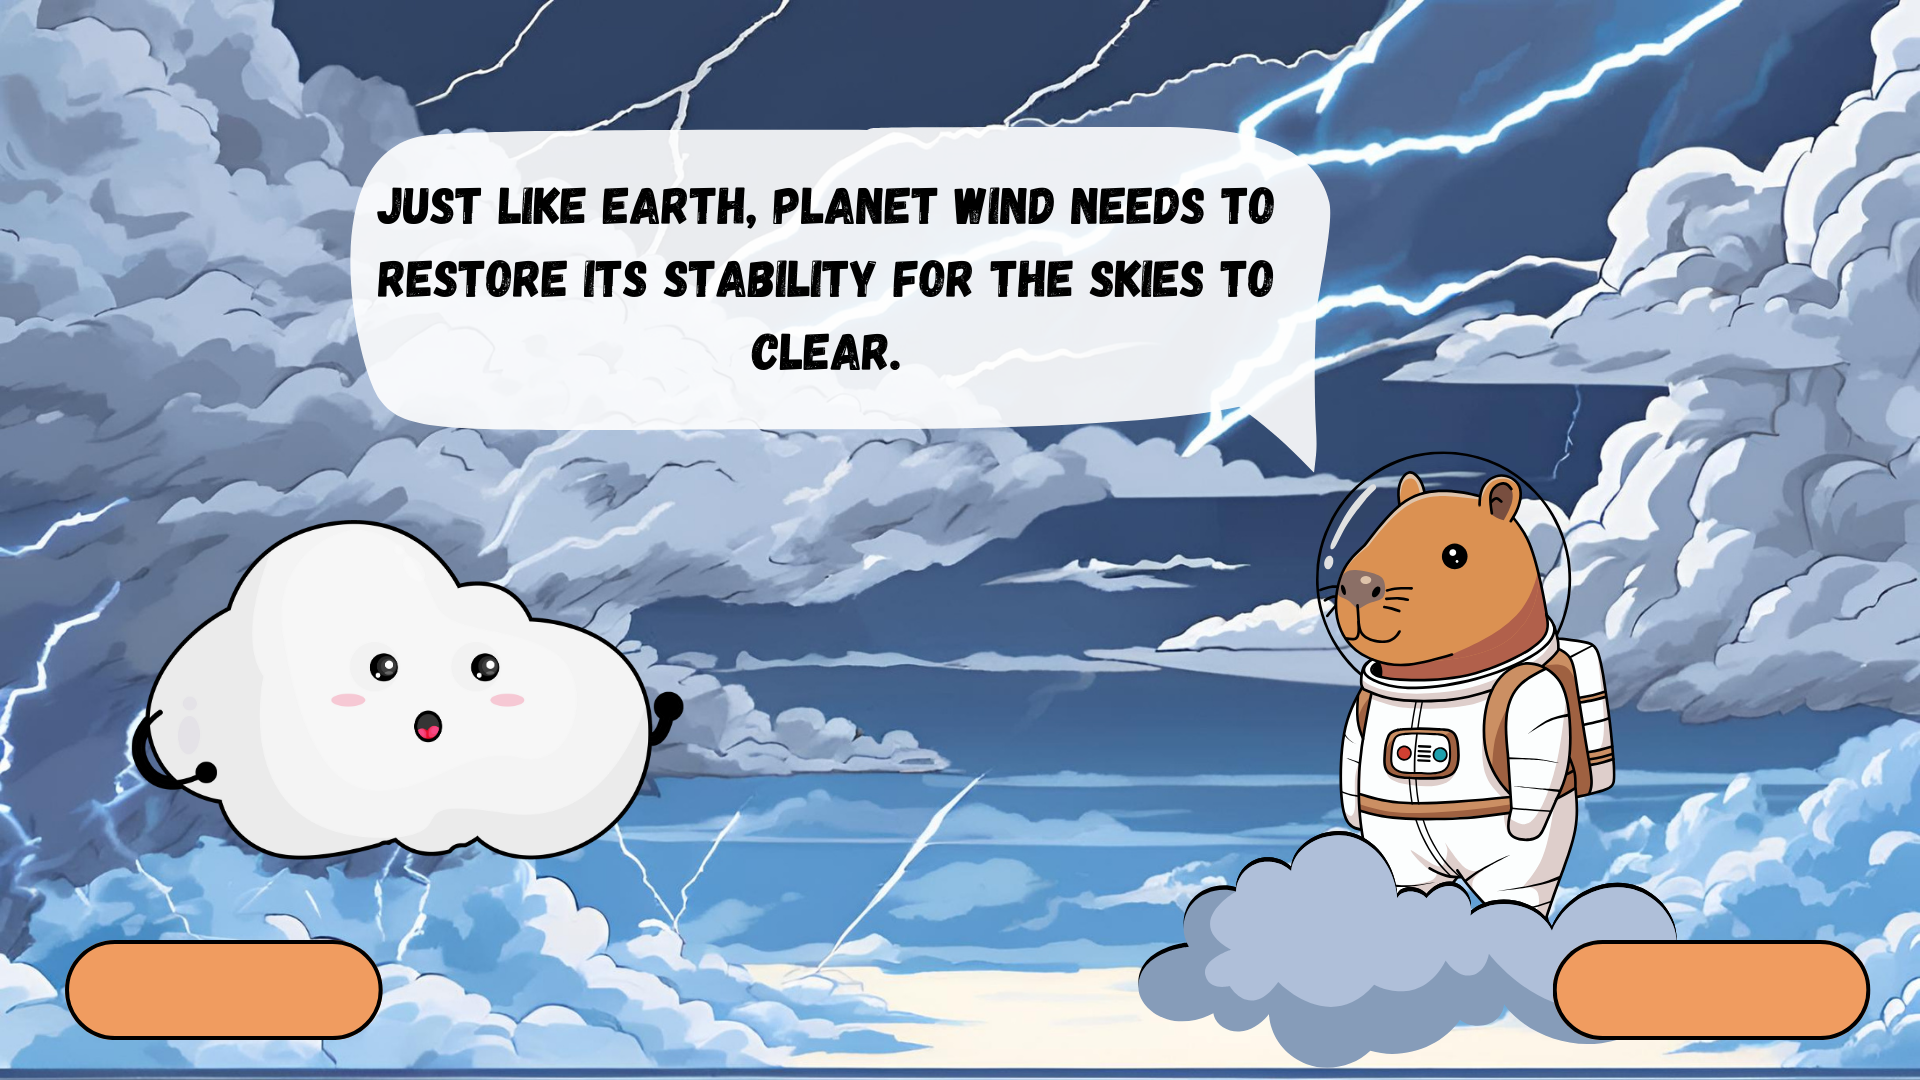 JUST LIKE EARTH, PLANET WIND NEEDS TO
RESTORE ITS STABILITY FOR THE SKIES TO
CLEAR.